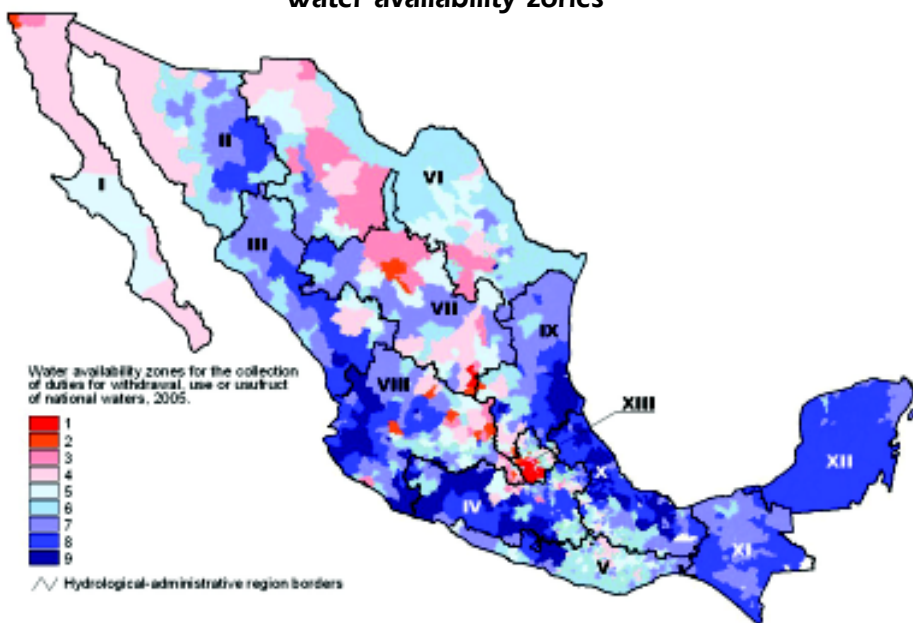 water availability zones
II
I
VI
III
VII
IX
VIII
XIII
XII
X
IV
XI
V
Water availability zones for the collection
of duties for withdrawal, use or usufruct
of national waters, 2005.
1
2
3
4
5
6
7
8
9
Hydrological-administrative region borders